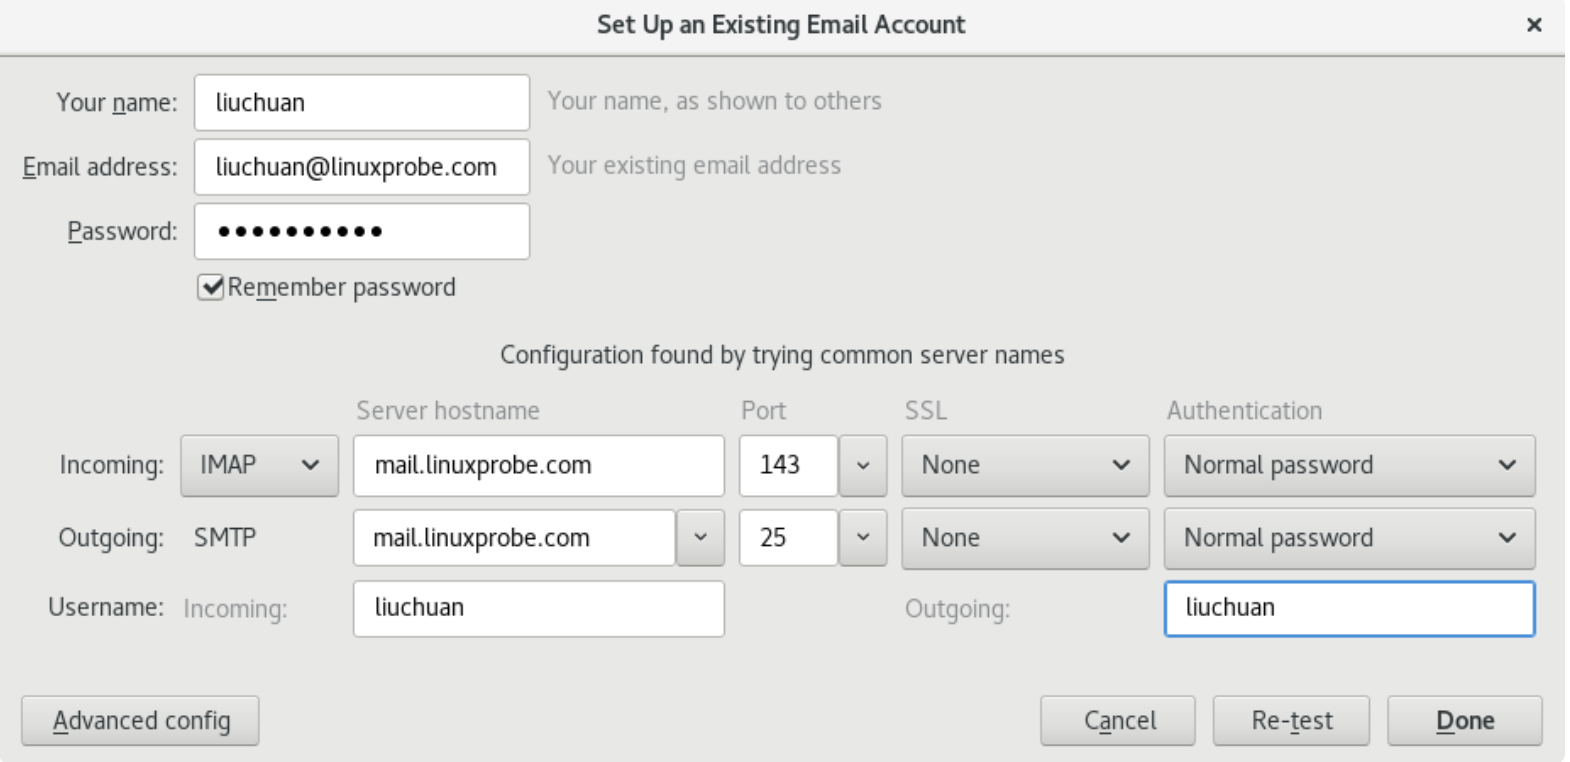 Set Up an Existing Email Account ×
Your name: liuchuan Your name, as shown to others
Email address: liuchuan@linuxprobe.com Your existing email address
Password: ••••••••••
Remember password
Configuration found by trying common server names
Server hostname Port SSL Authentication
Incoming: IMAP mail.linuxprobe.com 143 None Normal password
Outgoing: SMTP mail.linuxprobe.com 25 None Normal password
Username: Incoming: liuchuan Outgoing: liuchuan
Advanced config Cancel Re-test Done